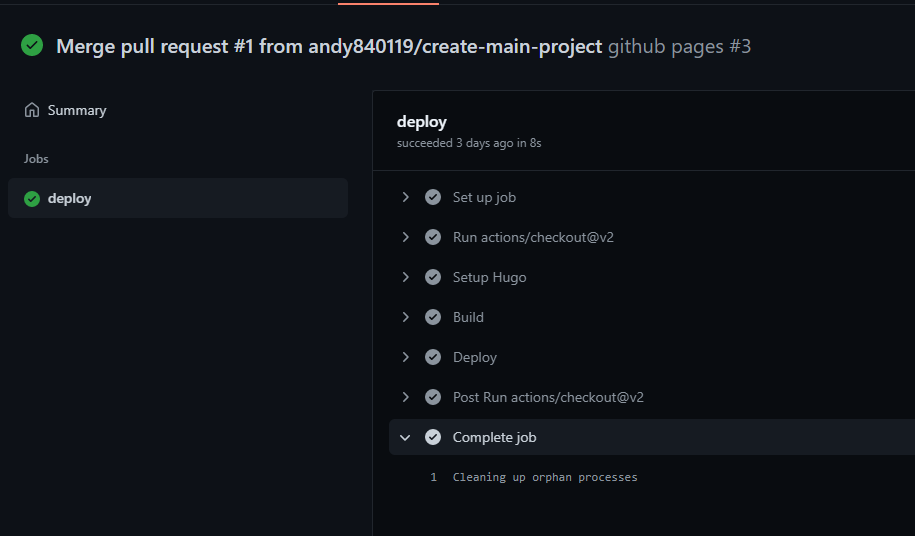 Merge pull request #1 from andy840119/create-main-project github pages #3
Summary
Jobs
deploy
deploy
succeeded 3 days ago in 8s
Set up job
Run actions/checkout@v2
Setup Hugo
Build
Deploy
Post Run actions/checkout@v2
Complete job
1 Cleaning up orphan processes